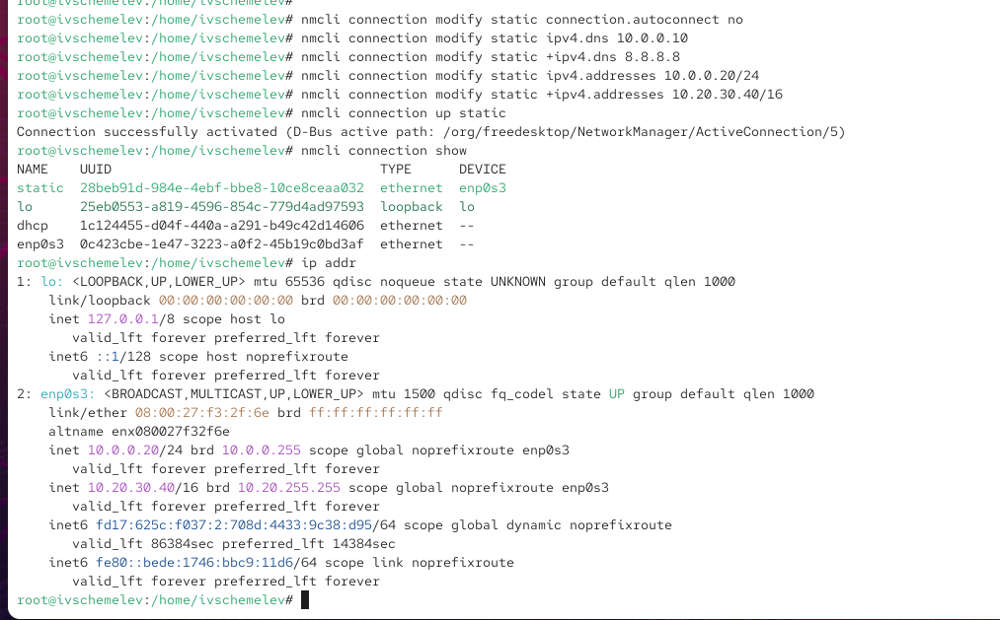 root@ivschemelev:/home/ivschemelev#
root@ivschemelev:/home/ivschemelev# nmcli connection modify static connection.autoconnect no
root@ivschemelev:/home/ivschemelev# nmcli connection modify static ipv4.dns 10.0.0.10
root@ivschemelev:/home/ivschemelev# nmcli connection modify static +ipv4.dns 8.8.8.8
root@ivschemelev:/home/ivschemelev# nmcli connection modify static ipv4.addresses 10.0.0.20/24
root@ivschemelev:/home/ivschemelev# nmcli connection modify static +ipv4.addresses 10.20.30.40/16
root@ivschemelev:/home/ivschemelev# nmcli connection up static
Connection successfully activated (D-Bus active path: /org/freedesktop/NetworkManager/ActiveConnection/5)
root@ivschemelev:/home/ivschemelev# nmcli connection show
NAME    UUID                                  TYPE      DEVICE
static  28beb91d-984e-4ebf-bbe8-10ce8ceaa032  ethernet  enp0s3
lo      25eb0553-a819-4596-854c-779d4ad97593  loopback  lo
dhcp    1c124455-d04f-440a-a291-b49c42d14606  ethernet  --
enp0s3  0c423cbe-1e47-3223-a0f2-45b19c0bd3af  ethernet  --
root@ivschemelev:/home/ivschemelev# ip addr
1: lo: <LOOPBACK,UP,LOWER_UP> mtu 65536 qdisc noqueue state UNKNOWN group default qlen 1000
    link/loopback 00:00:00:00:00:00 brd 00:00:00:00:00:00
    inet 127.0.0.1/8 scope host lo
       valid_lft forever preferred_lft forever
    inet6 ::1/128 scope host noprefixroute
       valid_lft forever preferred_lft forever
2: enp0s3: <BROADCAST,MULTICAST,UP,LOWER_UP> mtu 1500 qdisc fq_codel state UP group default qlen 1000
    link/ether 08:00:27:f3:2f:6e brd ff:ff:ff:ff:ff:ff
    altname enx080027f32f6e
    inet 10.0.0.20/24 brd 10.0.0.255 scope global noprefixroute enp0s3
       valid_lft forever preferred_lft forever
    inet 10.20.30.40/16 brd 10.20.255.255 scope global noprefixroute enp0s3
       valid_lft forever preferred_lft forever
    inet6 fd17:625c:f037:2:708d:4433:9c38:d95/64 scope global dynamic noprefixroute
       valid_lft 86384sec preferred_lft 14384sec
    inet6 fe80::bede:1746:bbc9:11d6/64 scope link noprefixroute
       valid_lft forever preferred_lft forever
root@ivschemelev:/home/ivschemelev#